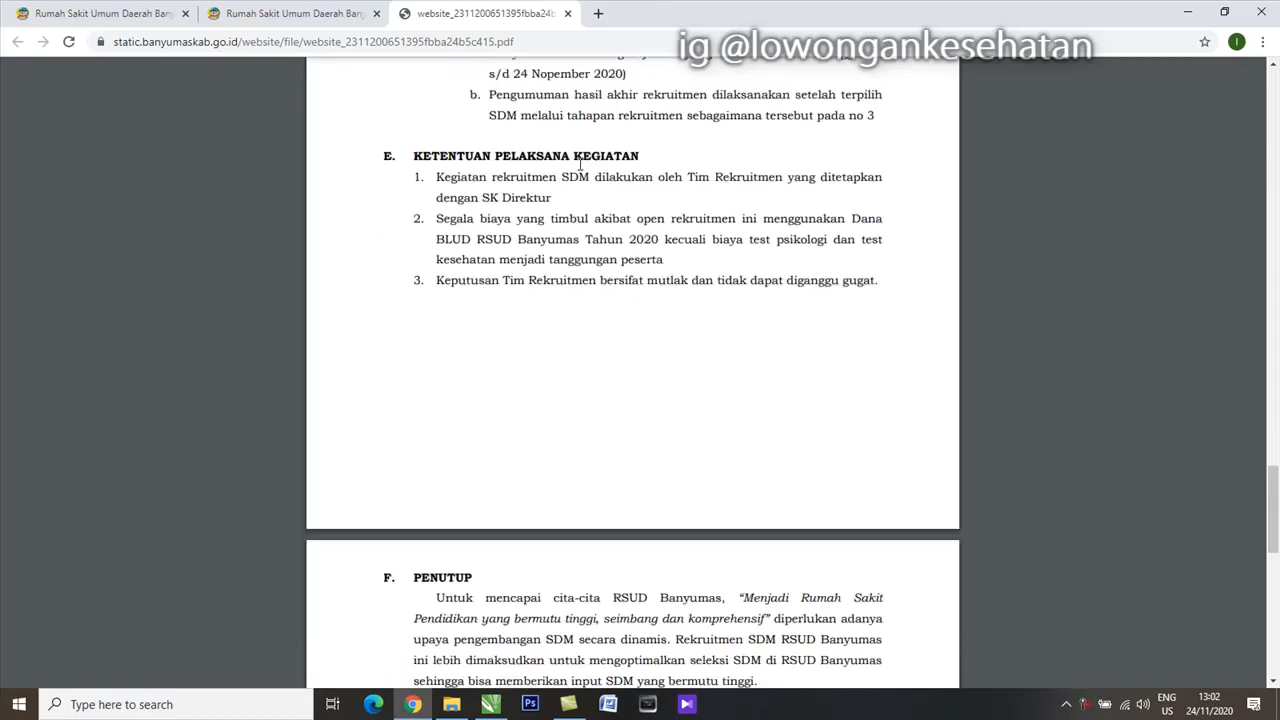 Rumah Sakit Umum Daerah Bany
Rumah Sakit Umum Daerah Bany
website_2311200651395fbba24b
static.banyumaskab.go.id/website/file/website_2311200651395fbba24b5c415.pdf
ig @lowongankesehatan
s/d 24 Nopember 2020)
b. Pengumuman hasil akhir rekruitmen dilaksanakan setelah terpilih
SDM melalui tahapan rekruitmen sebagaimana tersebut pada no 3
E. KETENTUAN PELAKSANA KEGIATAN
1. Kegiatan rekruitmen SDM dilakukan oleh Tim Rekruitmen yang ditetapkan
dengan SK Direktur
2. Segala biaya yang timbul akibat open rekruitmen ini menggunakan Dana
BLUD RSUD Banyumas Tahun 2020 kecuali biaya test psikologi dan test
kesehatan menjadi tanggungan peserta
3. Keputusan Tim Rekruitmen bersifat mutlak dan tidak dapat diganggu gugat.
F. PENUTUP
Untuk mencapai cita-cita RSUD Banyumas, “Menjadi Rumah Sakit
Pendidikan yang bermutu tinggi, seimbang dan komprehensif” diperlukan adanya
upaya pengembangan SDM secara dinamis. Rekruitmen SDM RSUD Banyumas
ini lebih dimaksudkan untuk mengoptimalkan seleksi SDM di RSUD Banyumas
sehingga bisa memberikan input SDM yang bermutu tinggi.
Type here to search
ENG
US
13:02
24/11/2020